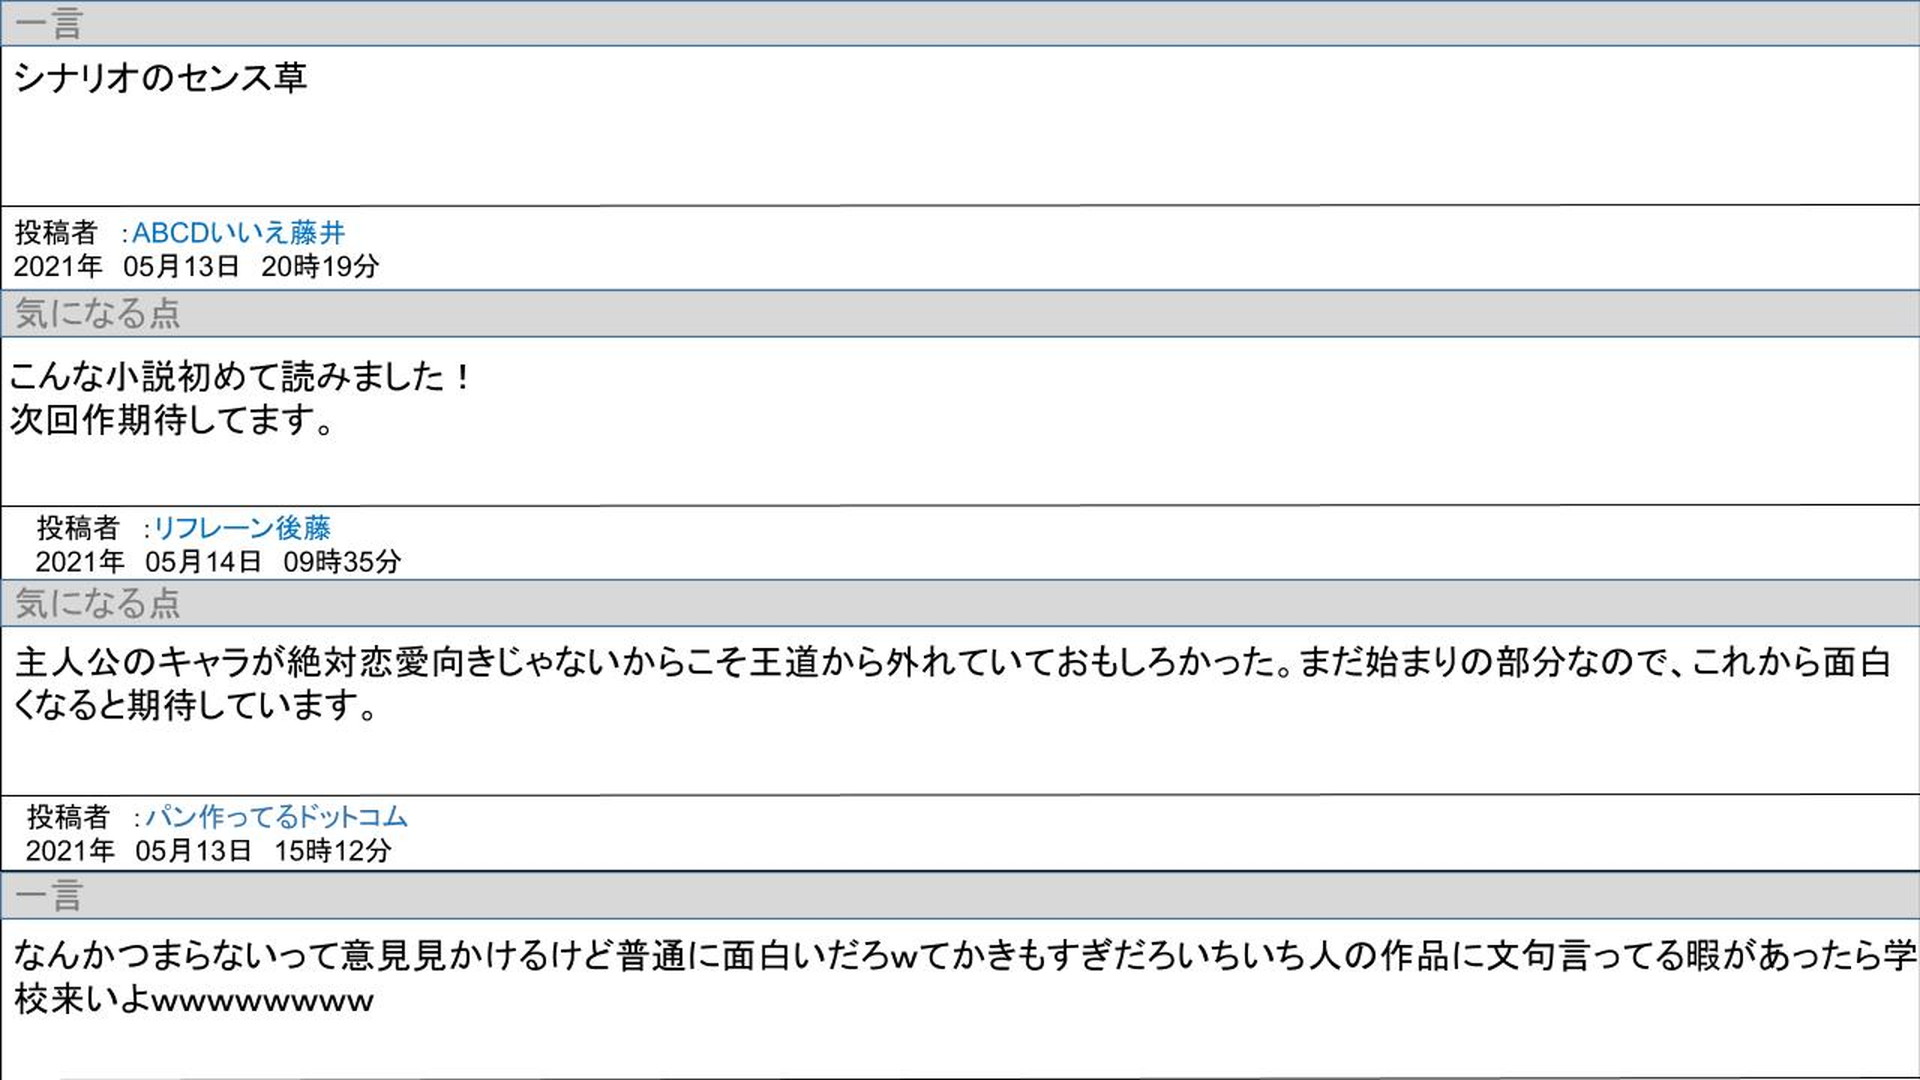 一言
シナリオのセンス草
投稿者　：ABCDいいえ藤井
2021年　05月13日　20時19分
気になる点
こんな小説初めて読みました！
次回作期待してます。
投稿者　：リフレーン後藤
2021年　05月14日　09時35分
気になる点
主人公のキャラが絶対恋愛向きじゃないからこそ王道から外れていておもしろかった。まだ始まりの部分なので、これから面白
くなると期待しています。
投稿者　：パン作ってるドットコム
2021年　05月13日　15時12分
一言
なんかつまらないって意見見かけるけど普通に面白いだろwてかきもすぎだろいちいち人の作品に文句言ってる暇があったら学
校来いよwwwwwwww